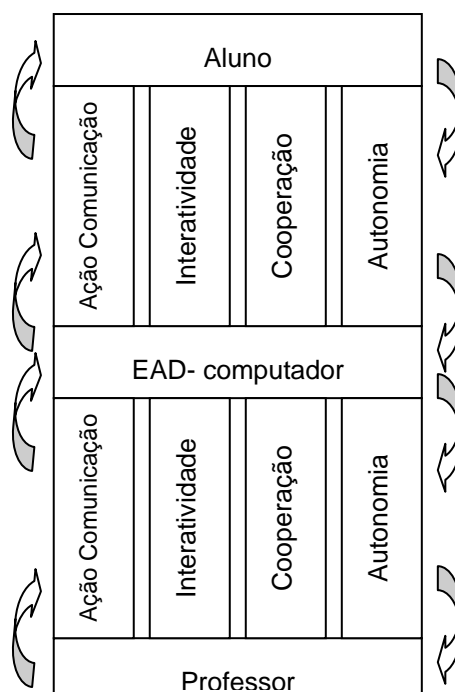 Aluno
Ação Comunicação
Interatividade
Cooperação
Autonomia
EAD- computador
Ação Comunicação
Interatividade
Cooperação
Autonomia
Professor